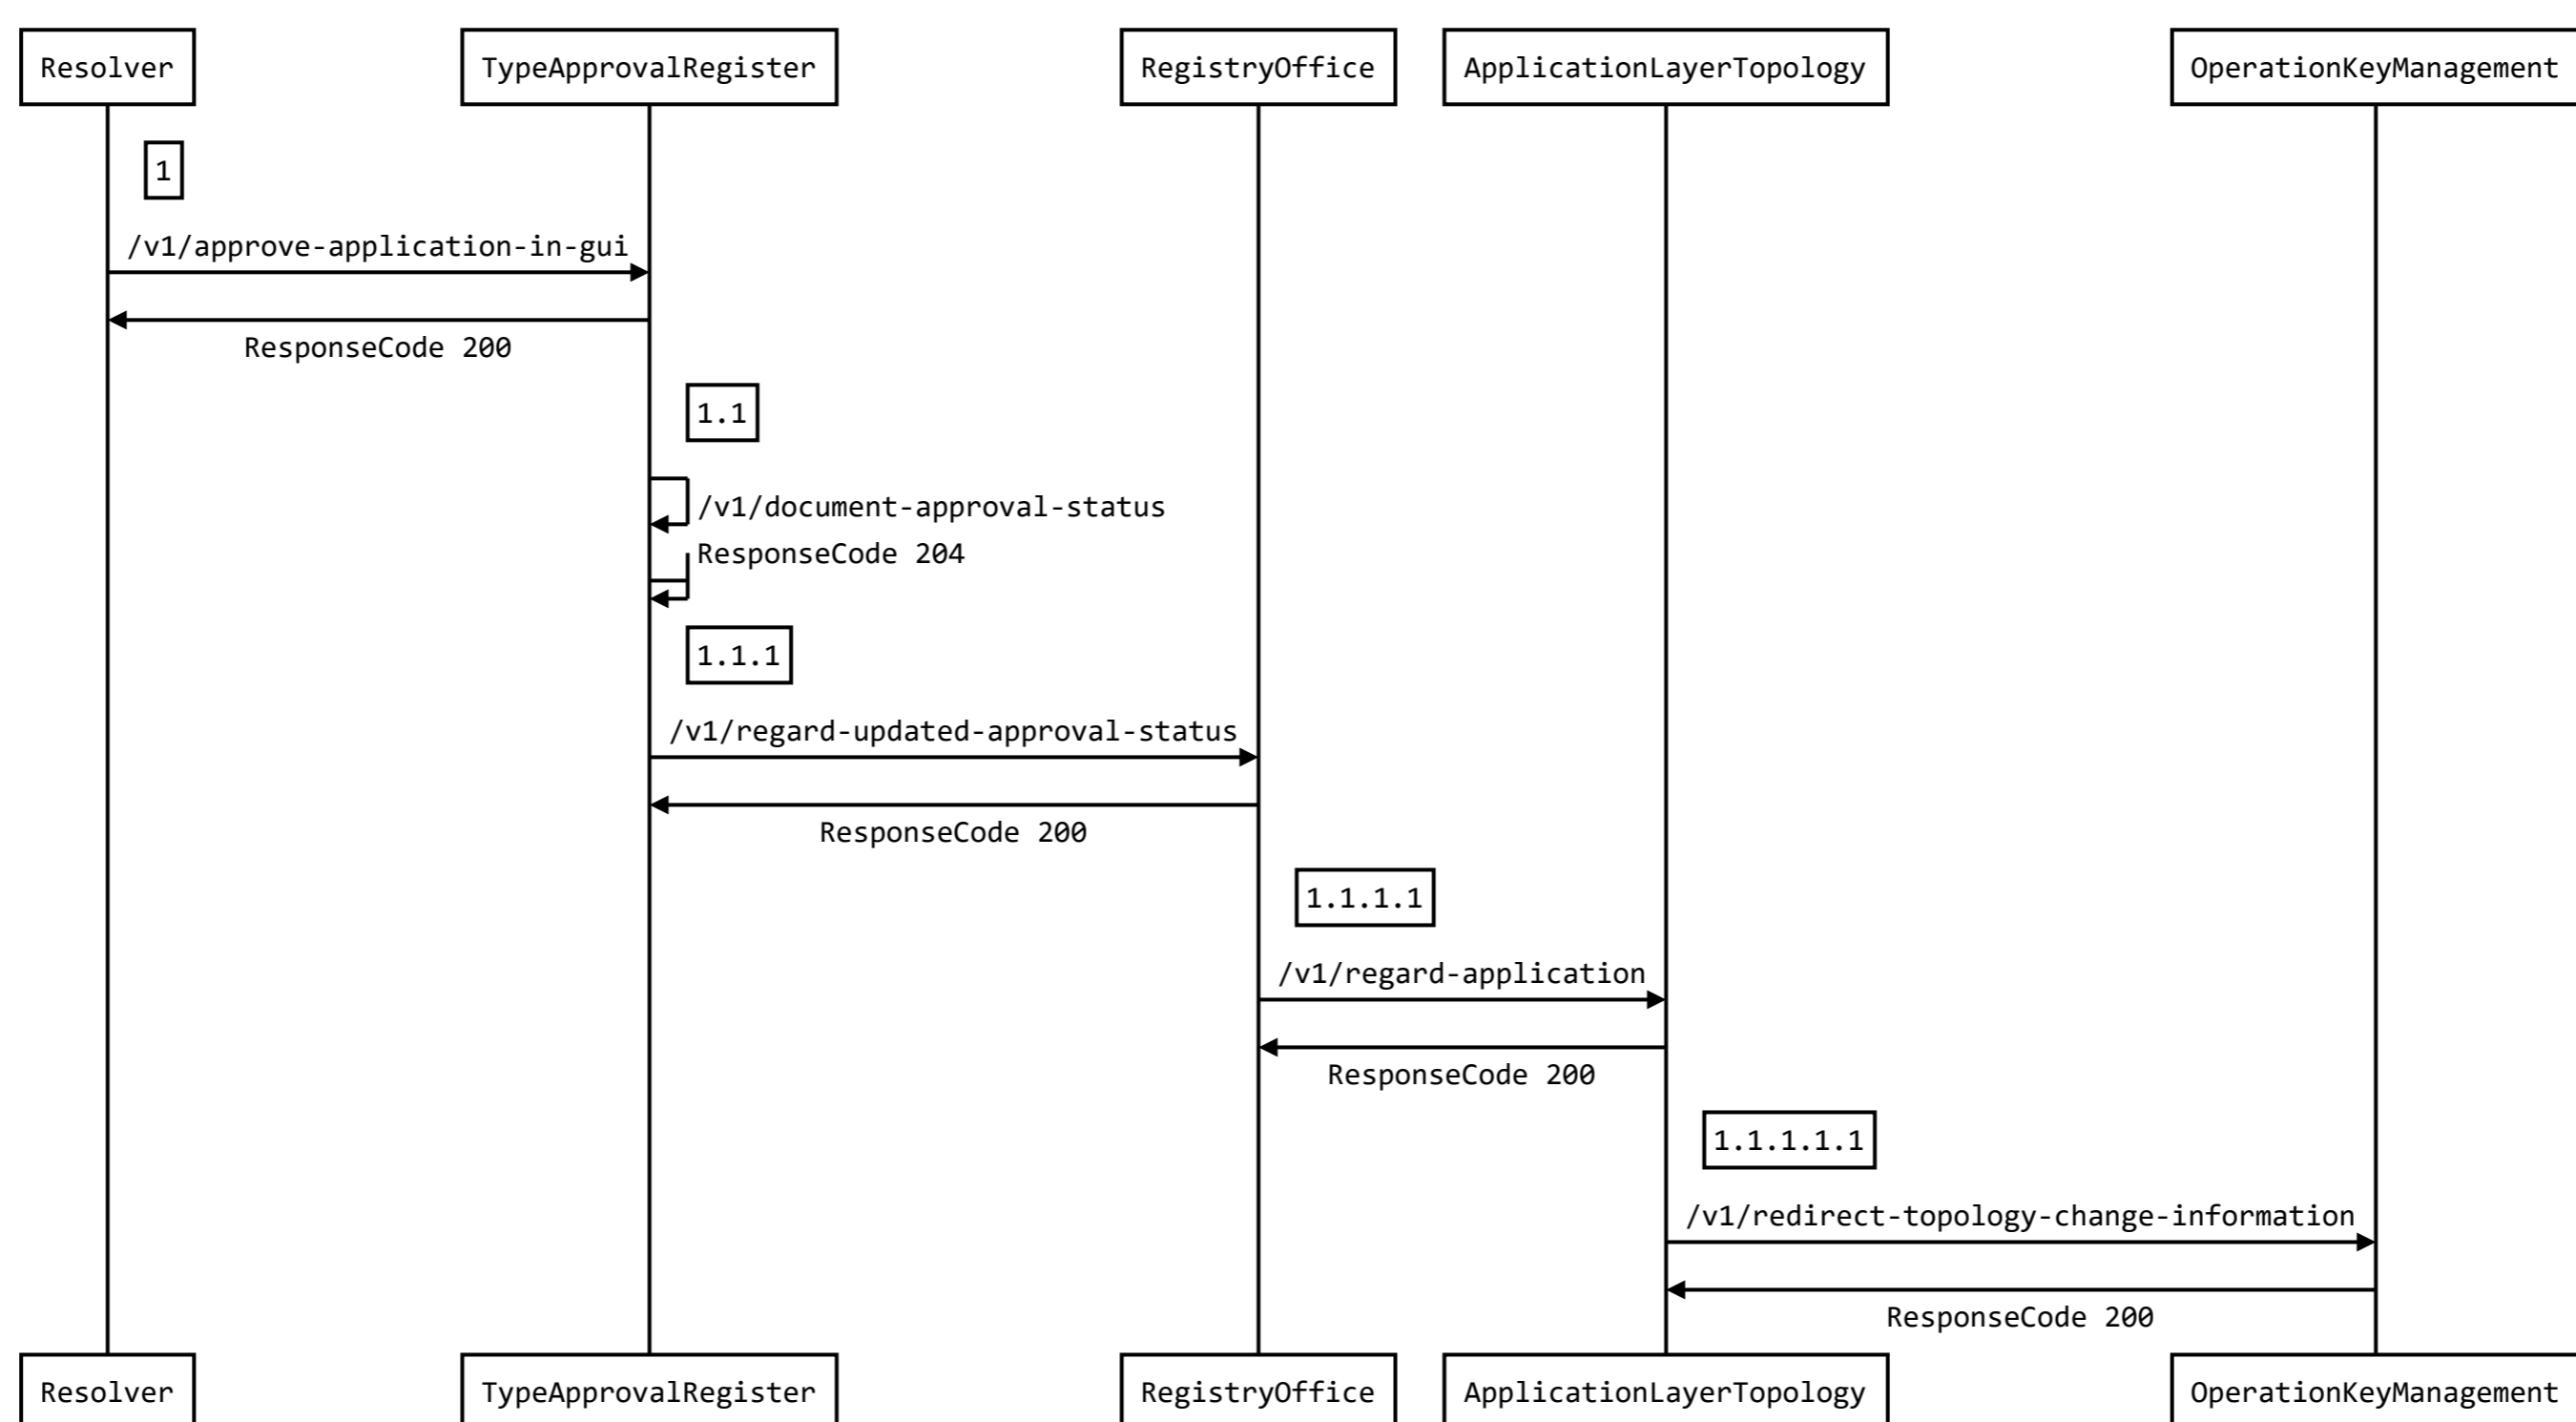 Resolver
TypeApprovalRegister
RegistryOffice
ApplicationLayerTopology
OperationKeyManagement
1
/v1/approve-application-in-gui
ResponseCode 200
1.1
/v1/document-approval-status
ResponseCode 204
1.1.1
/v1/regard-updated-approval-status
ResponseCode 200
1.1.1.1
/v1/regard-application
ResponseCode 200
1.1.1.1.1
/v1/redirect-topology-change-information
ResponseCode 200
Resolver
TypeApprovalRegister
RegistryOffice
ApplicationLayerTopology
OperationKeyManagement